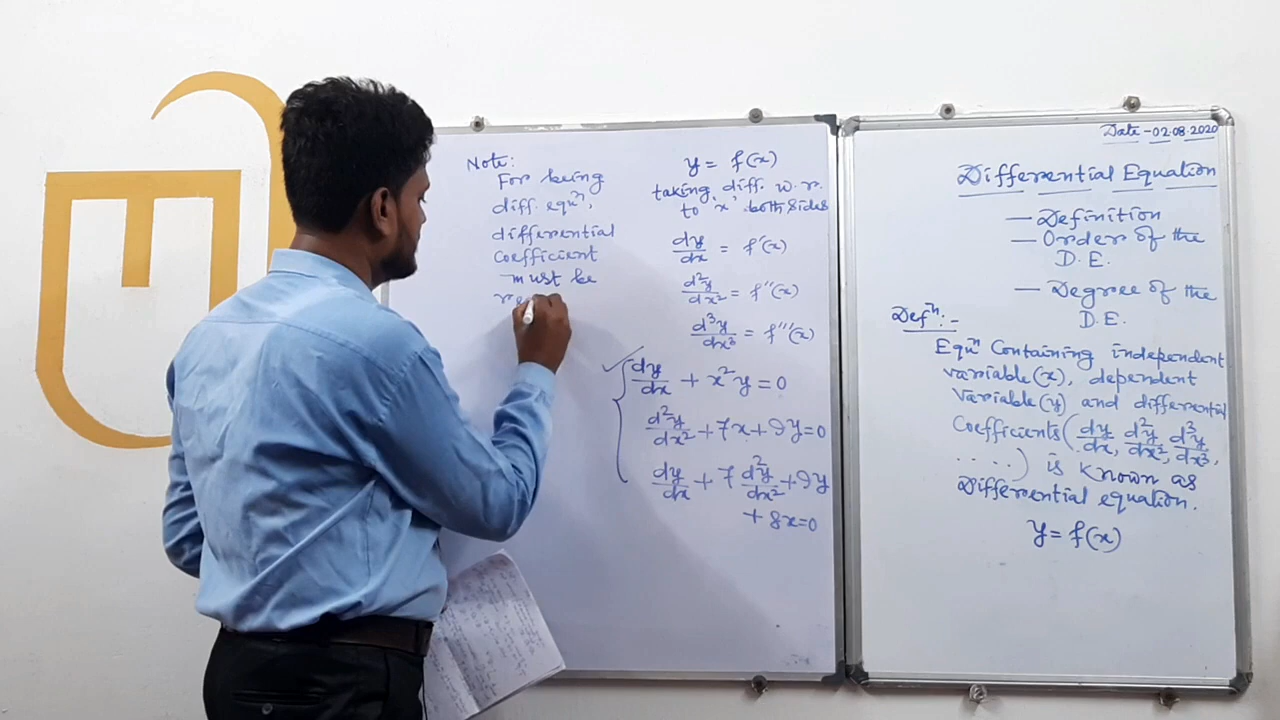 Note:
For being
diff. equⁿ,
differential
coefficient
must be
y = f(x)
taking diff. w.r.
to 'x' both sides
dy/dx = f'(x)
d²y/dx² = f''(x)
d³y/dx³ = f'''(x)
dy/dx + x²y = 0
d²y/dx² + 7x + 9y = 0
dy/dx + 7 d²y/dx² + 9y
+ 8x = 0
Date - 02.08.2020
Differential Equation
— Definition
— Order of the
D.E.
— Degree of the
D.E.
Defⁿ:-
Equⁿ Containing independent
variable(x), dependent
Variable(y) and differential
Coefficients (dy/dx, d²y/dx², d³y/dx³,
.....) is known as
Differential equation.
y = f(x)